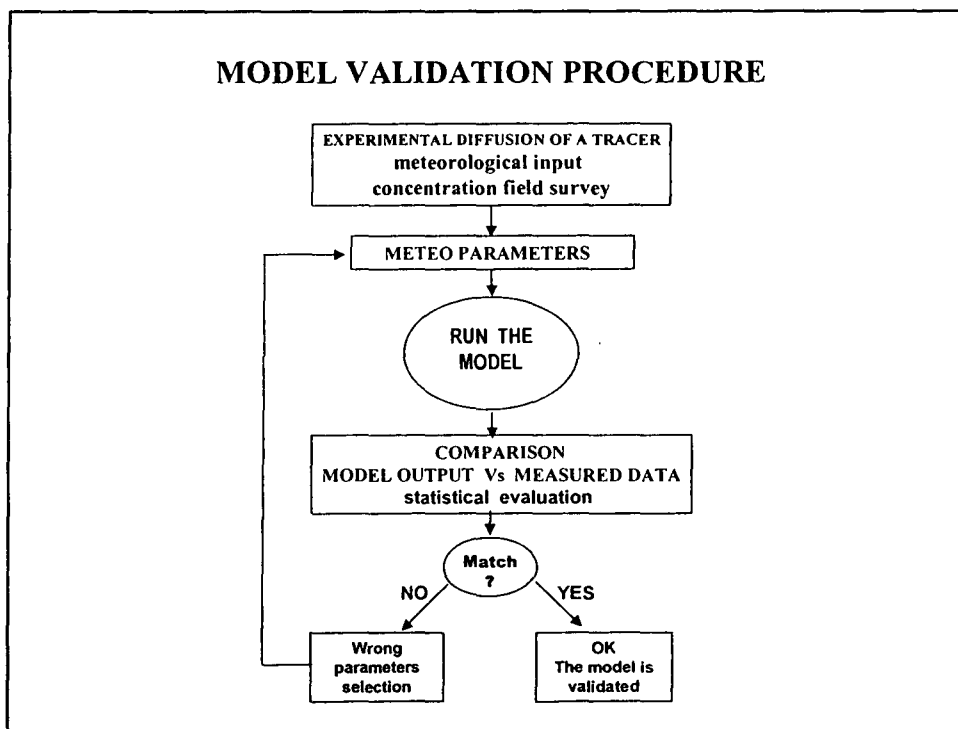 MODEL VALIDATION PROCEDURE
EXPERIMENTAL DIFFUSION OF A TRACER
meteorological input
concentration field survey
METEO PARAMETERS
RUN THE
MODEL
COMPARISON
MODEL OUTPUT Vs MEASURED DATA
statistical evaluation
Match
?
NO
YES
Wrong
parameters
selection
OK
The model is
validated